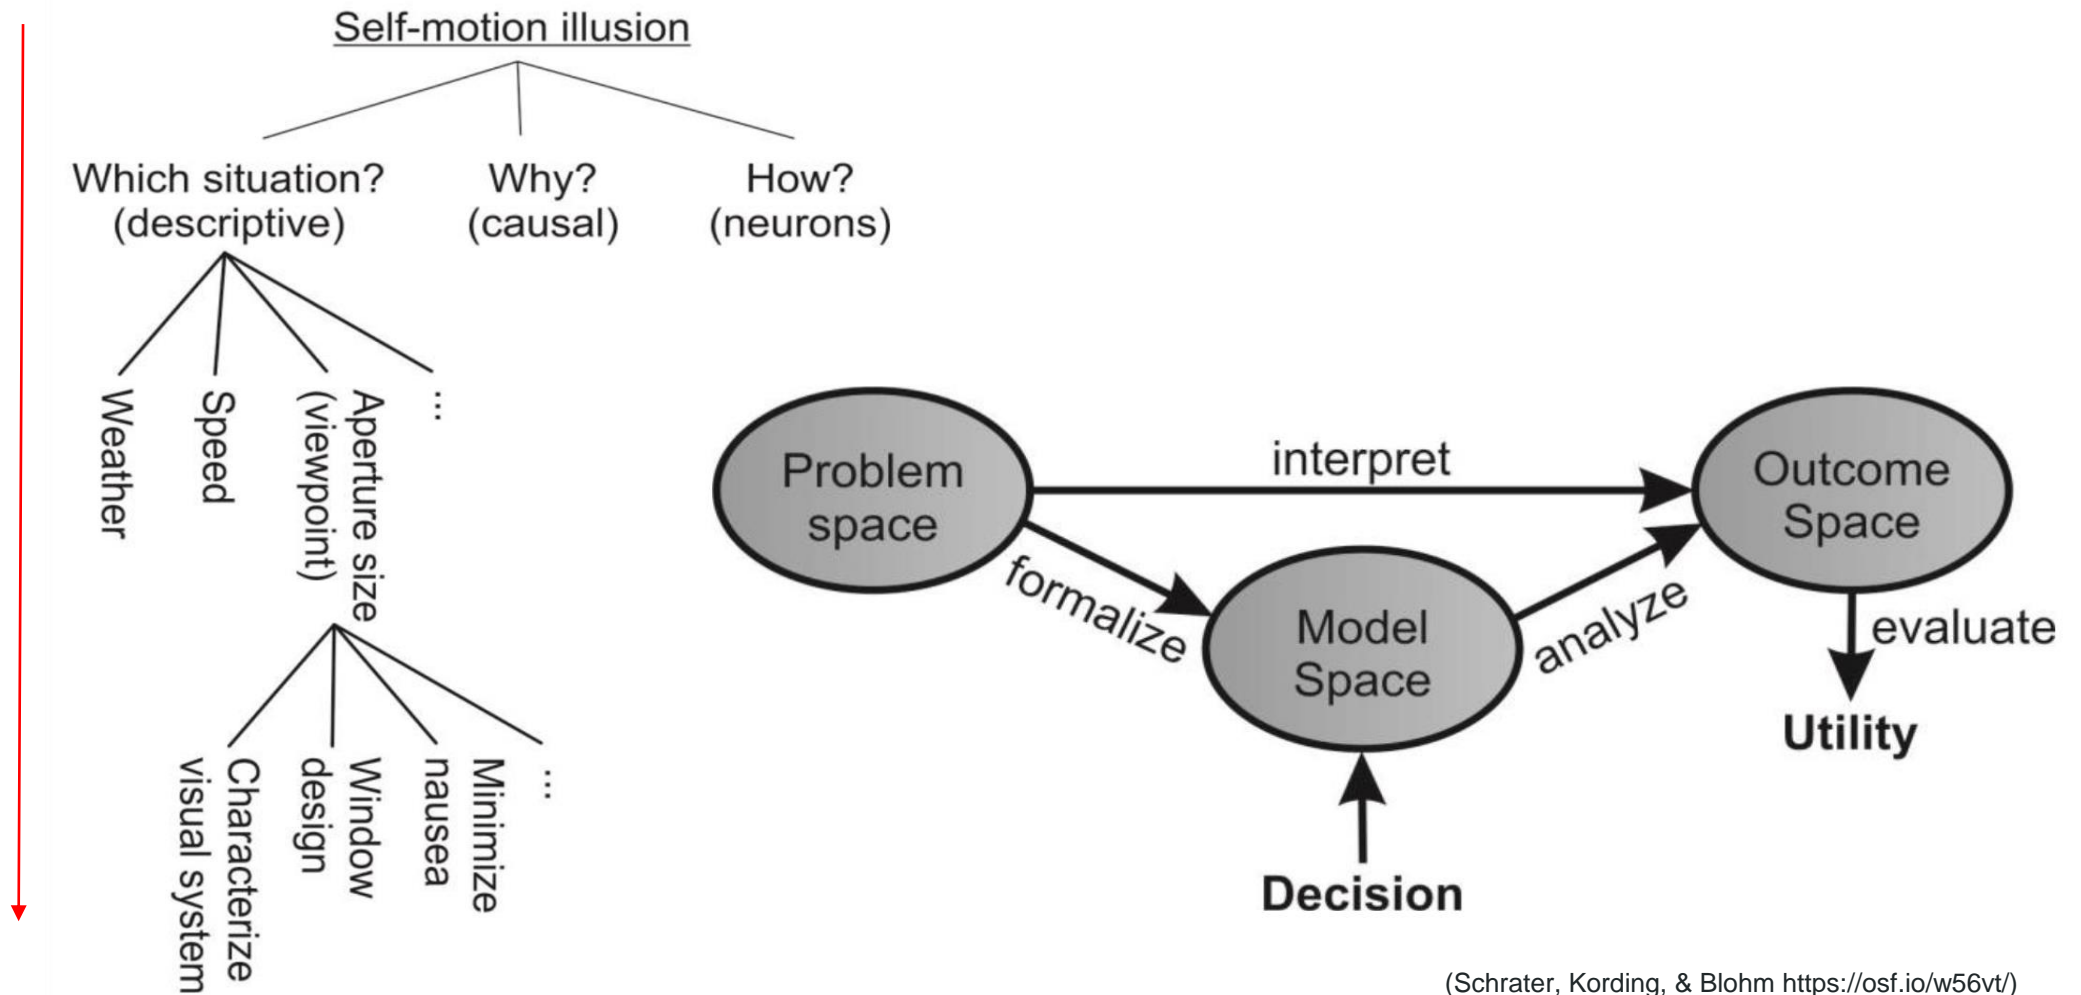 Self-motion illusion
Which situation?
(descriptive)
Why?
(causal)
How?
(neurons)
Weather
Speed
Aperture size
(viewpoint)
...
Characterize
visual system
Window
design
Minimize
nausea
...
Problem
space
interpret
Outcome
Space
formalize
Model
Space
analyze
evaluate
Utility
Decision
(Schrater, Kording, & Blohm https://osf.io/w56vt/)